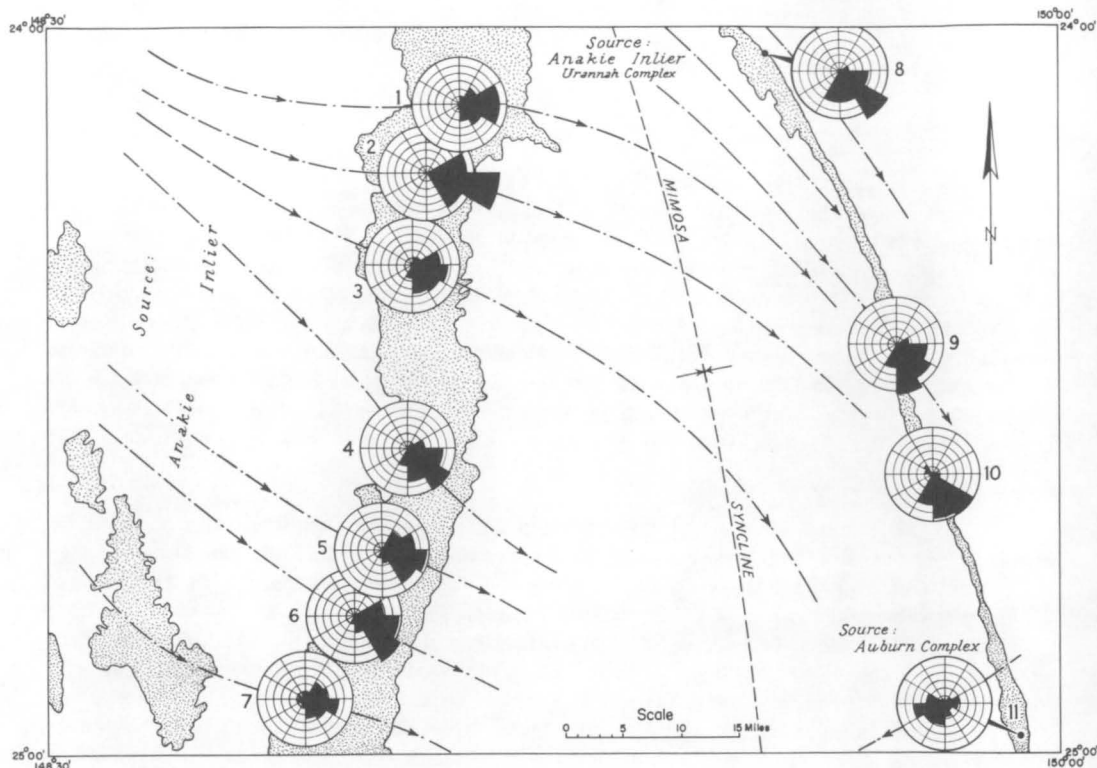 148°30'
150°00'
24°00'
24°00'
Source:
Anakie Inlier
Urannah Complex
8
1
2
3
MIMOSA
N
Source:
Inlier
Anakie
9
4
10
5
SYNCLINE
6
Source:
Auburn Complex
7
11
Scale
0 5 10 15 Miles
25°00'
25°00'
148°30'
150°00'